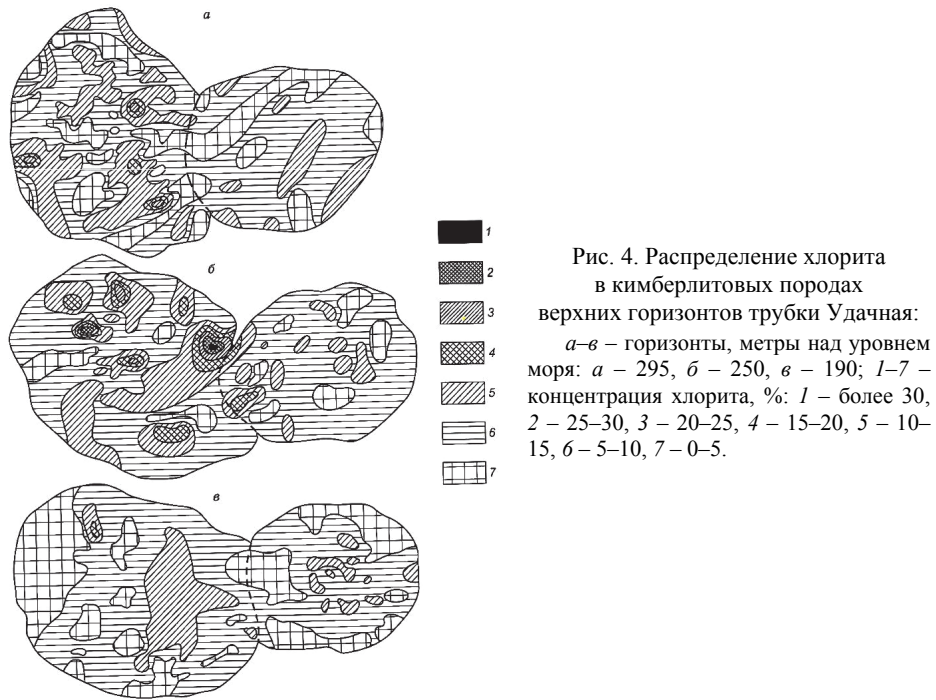 а
б
в
1
2
3
4
5
6
7
Рис. 4. Распределение хлорита
в кимберлитовых породах
верхних горизонтов трубки Удачная:
а–в – горизонты, метры над уровнем
моря: а – 295, б – 250, в – 190; 1–7 –
концентрация хлорита, %: 1 – более 30,
2 – 25–30, 3 – 20–25, 4 – 15–20, 5 – 10–
15, 6 – 5–10, 7 – 0–5.